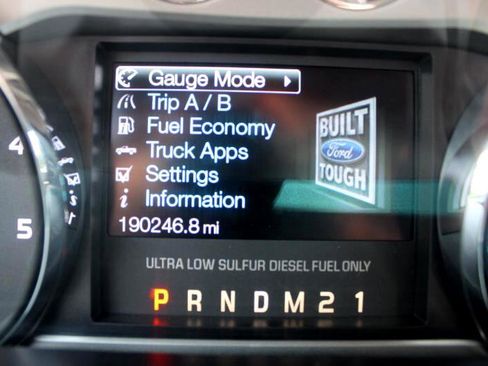 Gauge Mode
Trip A / B
Fuel Economy
Truck Apps
Settings
Information
190246.8 mi
BUILT
Ford
TOUGH
4
5
ULTRA LOW SULFUR DIESEL FUEL ONLY
P R N D M 2 1